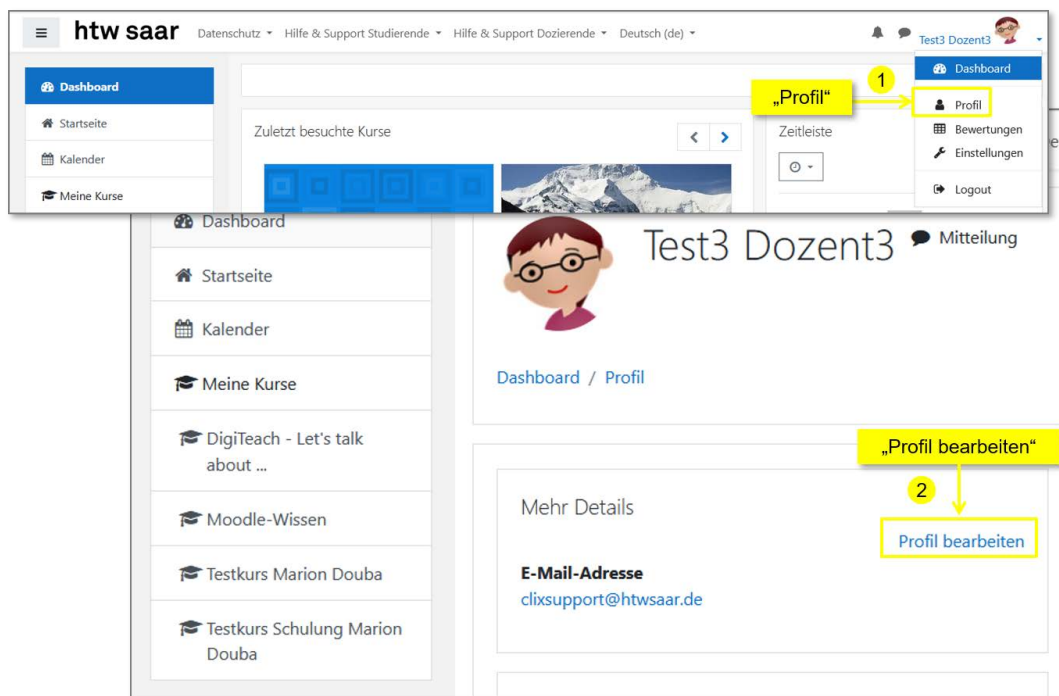 htw saar Datenschutz Hilfe & Support Studierende Hilfe & Support Dozierende Deutsch (de) Test3 Dozent3
Dashboard
Startseite
Kalender
Meine Kurse
Zuletzt besuchte Kurse
Zeitleiste
„Profil“
1
Dashboard
Profil
Bewertungen
Einstellungen
Logout
Dashboard
Startseite
Kalender
Meine Kurse
DigiTeach - Let's talk
about ...
Moodle-Wissen
Testkurs Marion Douba
Testkurs Schulung Marion
Douba
Test3 Dozent3 Mitteilung
Dashboard / Profil
„Profil bearbeiten“
2
Mehr Details
Profil bearbeiten
E-Mail-Adresse
clixsupport@htwsaar.de